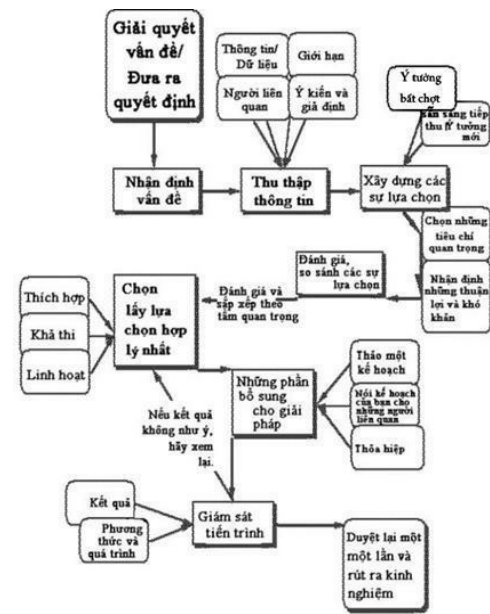 Giải quyết
vấn đề/
Đưa ra
quyết định
Thông tin/
Dữ liệu
Giới hạn
Người liên
quan
Ý kiến và
giả định
Ý tưởng
bất chợt
sẵn sàng tiếp
thu ý tưởng
mới
Nhận định
vấn đề
Thu thập
thông tin
Xây dựng các
sự lựa chọn
Chọn những
tiêu chí
quan trọng
Nhận định
những thuận
lợi và khó
khăn
Đánh giá,
so sánh các sự
lựa chọn
Đánh giá và
sắp xếp theo
tầm quan trọng
Chọn
lấy lựa
chọn hợp
lý nhất
Thích hợp
Khả thi
Linh hoạt
Những phần
bổ sung
cho giải
pháp
Thảo một
kế hoạch
Nói kế hoạch
của bạn cho
những người
liên quan
Thỏa hiệp
Nếu kết quả
không như ý,
hãy xem
lại.
Kết quả
Phương
thức và
quá trình
Giám sát
tiến trình
Duyệt lại một
một lần và
rút ra kinh
nghiệm